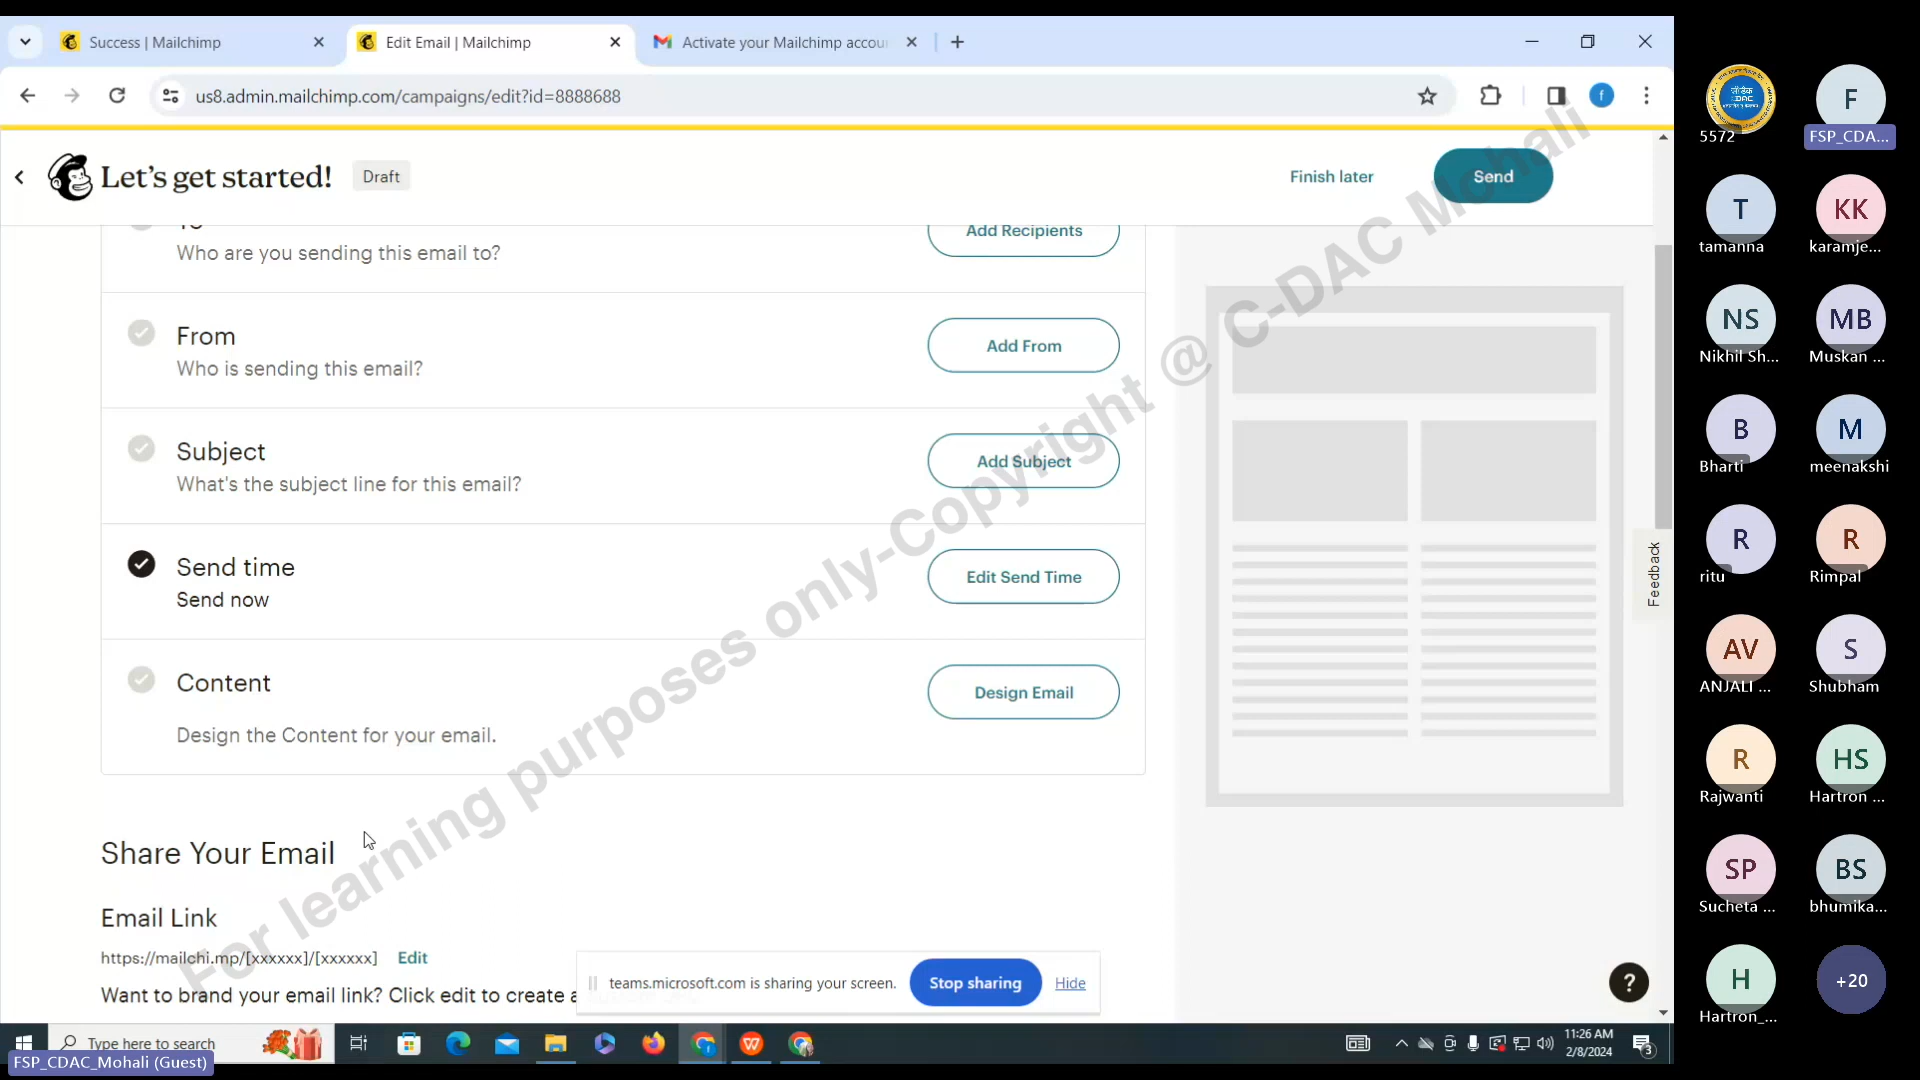 Success | Mailchimp
Edit Email | Mailchimp
Activate your Mailchimp accou
us8.admin.mailchimp.com/campaigns/edit?id=8888688
Let's get started!
Draft
Finish later
Send
Who are you sending this email to?
Add Recipients
From
Who is sending this email?
Add From
Subject
What's the subject line for this email?
Add Subject
Send time
Send now
Edit Send Time
Content
Design the Content for your email.
Design Email
Share Your Email
Email Link
https://mailchi.mp/[xxxxxx]/[xxxxxx] Edit
Want to brand your email link? Click edit to create a
teams.microsoft.com is sharing your screen.
Stop sharing
Hide
Feedback
?
For learning purposes only-Copyright @ C-DAC Mohali
Type here to search
11:26 AM
2/8/2024
3
FSP_CDAC_Mohali (Guest)
5572
F
FSP_CDA...
T
tamanna
KK
karamje...
NS
Nikhil Sh...
MB
Muskan ...
B
Bharti
M
meenakshi
R
ritu
R
Rimpal
AV
ANJALI ...
S
Shubham
R
Rajwanti
HS
Hartron ...
SP
Sucheta ...
BS
bhumika...
H
Hartron_...
+20